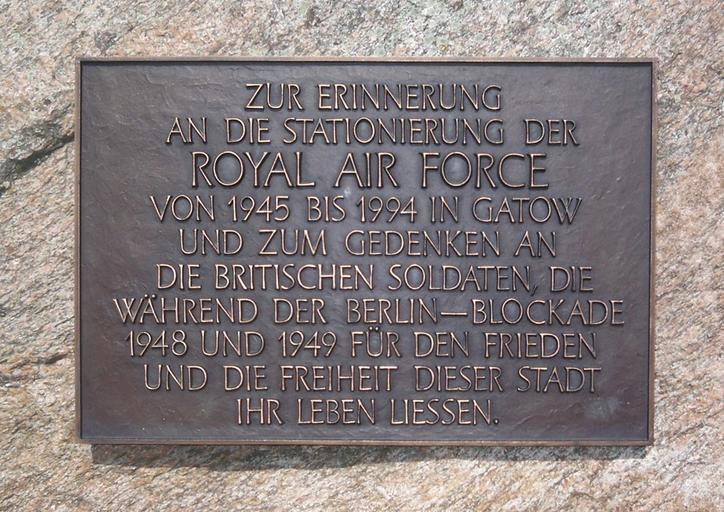 ZUR ERINNERUNG
AN DIE STATIONIERUNG DER
ROYAL AIR FORCE
VON 1945 BIS 1994 IN GATOW
UND ZUM GEDENKEN AN
DIE BRITISCHEN SOLDATEN, DIE
WÄHREND DER BERLIN–BLOCKADE
1948 UND 1949 FÜR DEN FRIEDEN
UND DIE FREIHEIT DIESER STADT
IHR LEBEN LIESSEN.